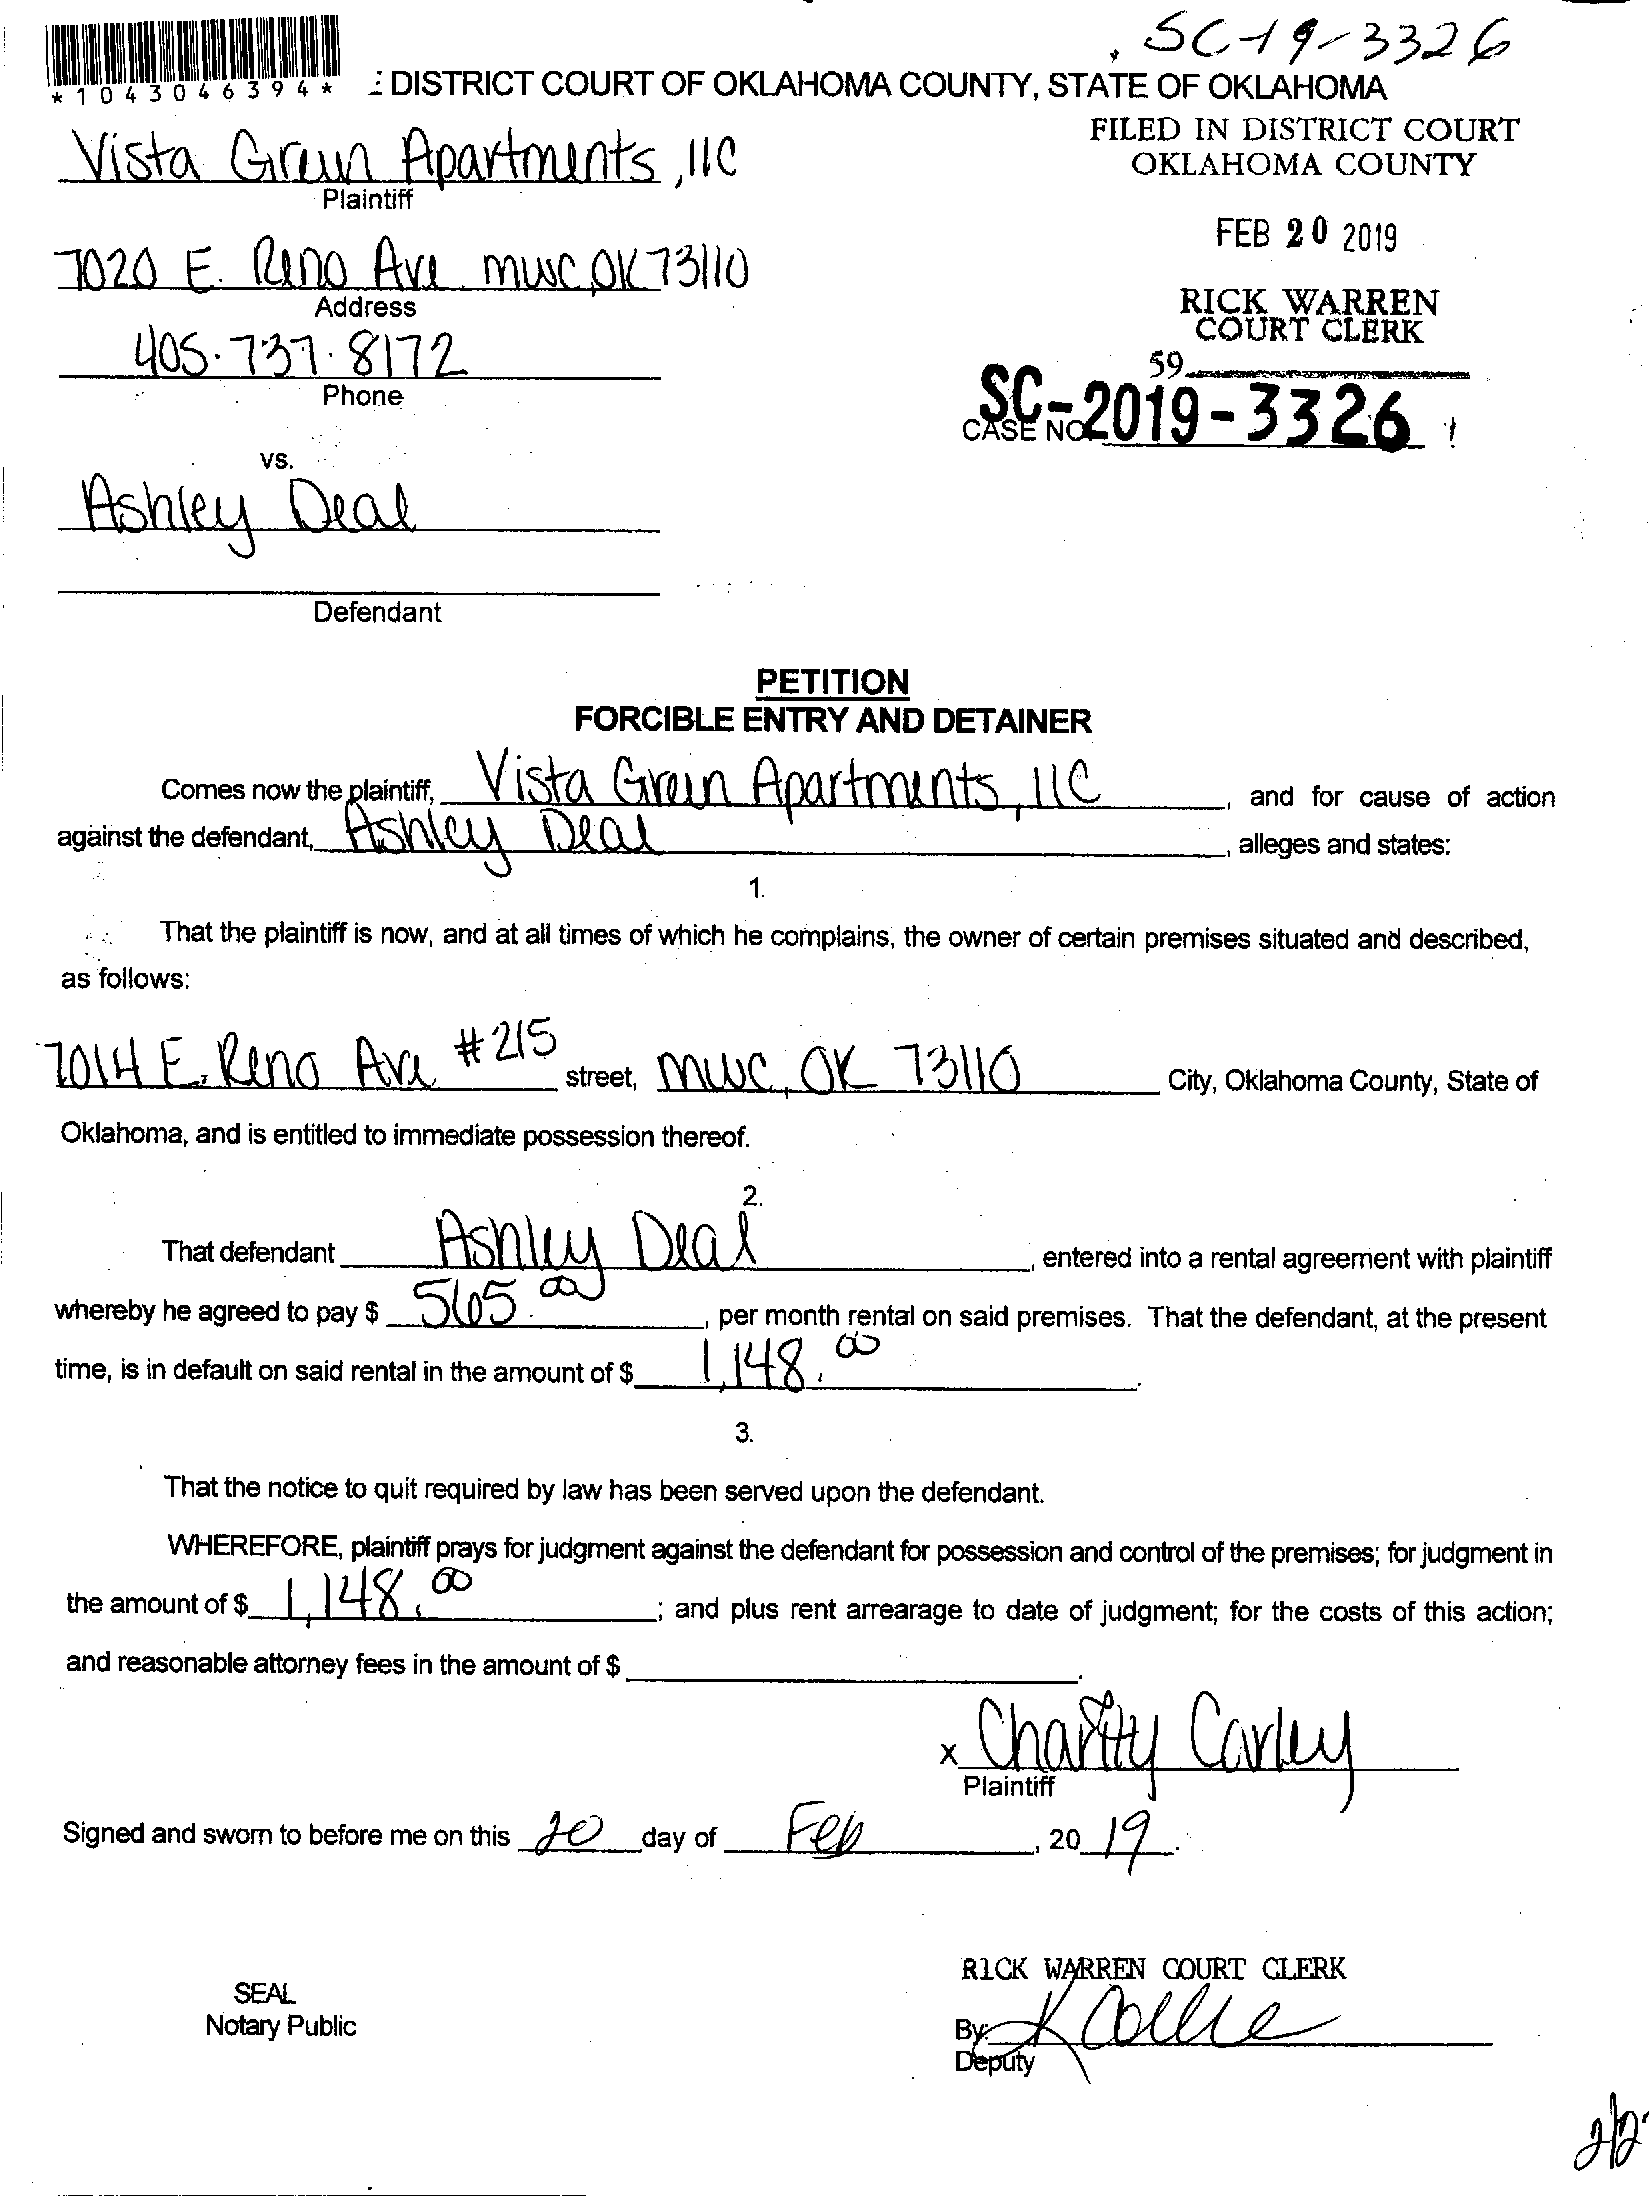 SC-19-3326
*1043046394*
: DISTRICT COURT OF OKLAHOMA COUNTY, STATE OF OKLAHOMA
FILED IN DISTRICT COURT
OKLAHOMA COUNTY
Vista Green Apartments, llC
Plaintiff
FEB 20 2019
7020 E. Reno Ave MWC OK 73110
Address
RICK WARREN
COURT CLERK
405.737.8172
Phone
59
SC-2019-3326
CASE NO.
vs.
Ashley Deal
Defendant
PETITION
FORCIBLE ENTRY AND DETAINER
Comes now the plaintiff, Vista Green Apartments, llC, and for cause of action
against the defendant, Ashley Deal, alleges and states:
1.
That the plaintiff is now, and at all times of which he complains, the owner of certain premises situated and described,
as follows:
7014 E. Reno Ave #215 street, MWC, OK 73110 City, Oklahoma County, State of
Oklahoma, and is entitled to immediate possession thereof.
2.
That defendant Ashley Deal, entered into a rental agreement with plaintiff
whereby he agreed to pay $ 565.00, per month rental on said premises. That the defendant, at the present
time, is in default on said rental in the amount of $ 1,148.00.
3.
That the notice to quit required by law has been served upon the defendant.
WHEREFORE, plaintiff prays for judgment against the defendant for possession and control of the premises; for judgment in
the amount of $ 1,148.00; and plus rent arrearage to date of judgment; for the costs of this action;
and reasonable attorney fees in the amount of $.
x Charity Carley
Plaintiff
Signed and sworn to before me on this 20 day of Feb, 2019.
RICK WARREN COURT CLERK
SEAL
Notary Public
By: K Collie
Deputy